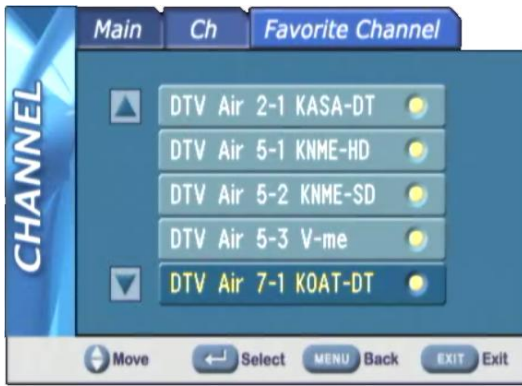 Main Ch Favorite Channel
CHANNEL
DTV Air 2-1 KASA-DT
DTV Air 5-1 KNME-HD
DTV Air 5-2 KNME-SD
DTV Air 5-3 V-me
DTV Air 7-1 KOAT-DT
Move Select MENU Back EXIT Exit